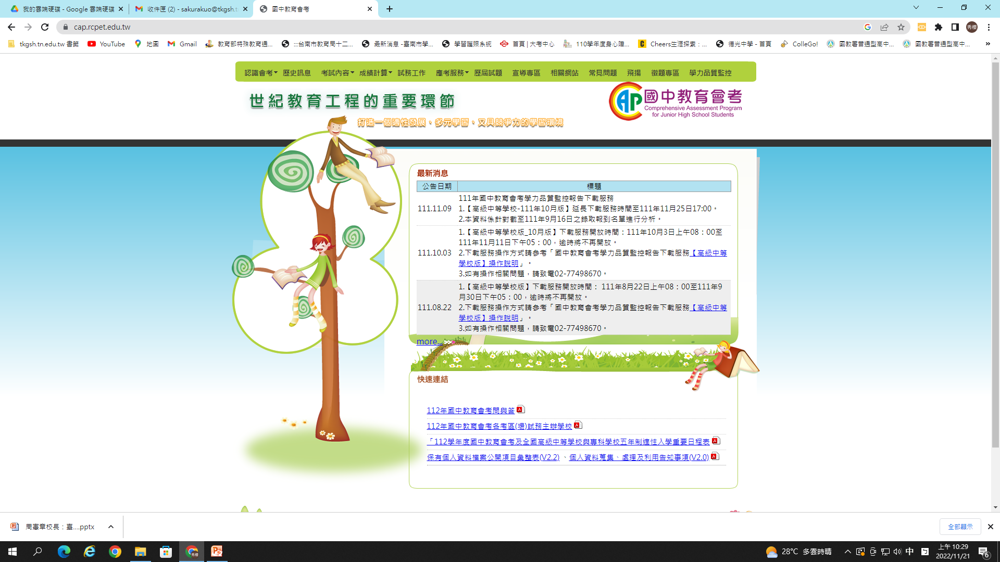 我的雲端硬碟 - Google 雲端硬碟
收件匣 (2) - sakurakuo@tkgsh.t
國中教育會考
cap.rcpet.edu.tw
秀櫻
tkgsh.tn.edu.tw 書籤
YouTube
地圖
Gmail
教育部特殊教育通...
:::台南市教育局十二...
最新消息 -臺南市學...
學習護照系統
首頁 | 大考中心
110學年度身心障...
Cheers生涯探索：...
德光中學 - 首頁
ColleGo!
國教署普通型高中...
國教署普通型高中...
»
認識會考 歷史訊息 考試內容 成績計算 試務工作 應考服務 歷屆試題 宣導專區 相關網站 常見問題 飛揚 徵題專區 學力品質監控
世紀教育工程的重要環節
打造一個適性發展、多元學習、又具競爭力的學習環境
CAP 國中教育會考
Comprehensive Assessment Program
for Junior High School Students
最新消息
公告日期 標題
111年國中教育會考學力品質監控報告下載服務
111.11.09 1.【高級中等學校-111年10月版】延長下載服務時間至111年11月25日17:00。
2.本資料係針對截至111年9月16日之錄取報到名單進行分析。
1.【高級中等學校版_10月版】下載服務開放時間：111年10月3日上午08：00至
111年11月11日下午05：00，逾時將不再開放。
111.10.03 2.下載服務操作方式請參考「國中教育會考學力品質監控報告下載服務【高級中等
學校版】操作說明」。
3.如有操作相關問題，請致電02-77498670。
1.【高級中等學校版】下載服務開放時間： 111年8月22日上午08：00至111年9
月30日下午05：00，逾時將不再開放。
111.08.22 2.下載服務操作方式請參考「國中教育會考學力品質監控報告下載服務【高級中等
學校版】操作說明」。
3.如有操作相關問題，請致電02-77498670。
more...
快速連結
112年國中教育會考問與答
112年國中教育會考各考區(場)試務主辦學校
「112學年度國中教育會考及全國高級中等學校與專科學校五年制適性入學重要日程表
保有個人資料檔案公開項目彙整表(V2.2) 、個人資料蒐集、處理及利用告知事項(V2.0)
周憲章校長：臺....pptx
全部顯示
28°C 多雲時晴
中
上午 10:29
2022/11/21
6